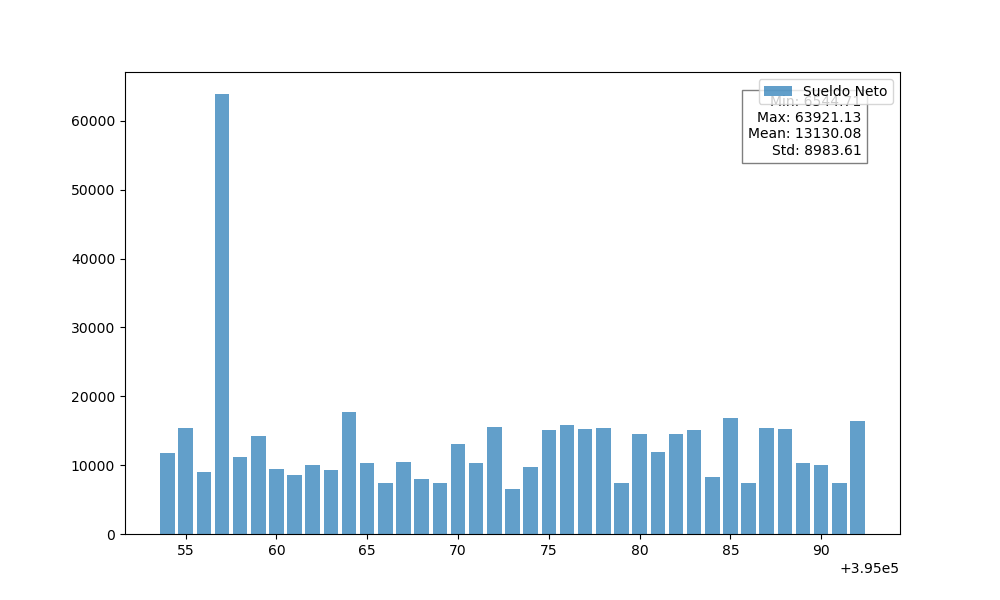 Sueldo Neto
Min: 6544.71
Max: 63921.13
Mean: 13130.08
Std: 8983.61
60000
50000
40000
30000
20000
10000
0
55 60 65 70 75 80 85 90
+3.95e5